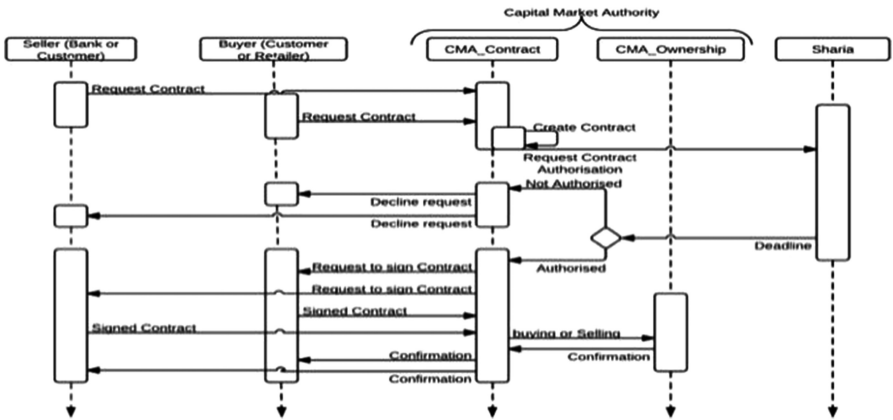 Capital Market Authority
Seller (Bank or
Customer)
Buyer (Customer
or Retailer)
CMA_Contract
CMA_Ownership
Sharia
Request Contract
Request Contract
Create Contract
Request Contract
Authorisation
Not Authorised
Decline request
Decline request
Deadline
Authorised
Request to sign Contract
Request to sign Contract
Signed Contract
Signed Contract
buying or Selling
Confirmation
Confirmation
Confirmation